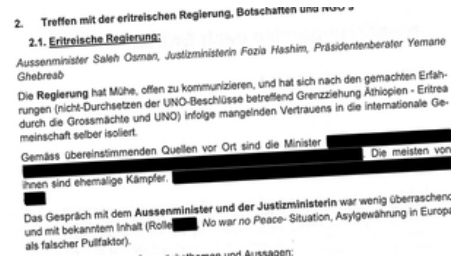 2. Treffen mit der eritreischen Regierung, Botschaften und NGO's
2.1. Eritreische Regierung:
Aussenminister Saleh Osman, Justizministerin Fozia Hashim, Präsidentenberater Yemane
Ghebreab
Die Regierung hat Mühe, offen zu kommunizieren, und hat sich nach den gemachten Erfah-
rungen (nicht-Durchsetzen der UNO-Beschlüsse betreffend Grenzziehung Äthiopien - Eritrea
durch die Grossmächte und UNO) infolge mangelnden Vertrauens in die internationale Ge-
meinschaft selber isoliert.
Gemäss übereinstimmenden Quellen vor Ort sind die Minister
Die meisten von
ihnen sind ehemalige Kämpfer.
Das Gespräch mit dem Aussenminister und der Justizministerin war wenig überraschend
und mit bekanntem Inhalt (Rolle , No war no Peace- Situation, Asylgewährung in Europa
als falscher Pullfaktor).
und Aussagen: